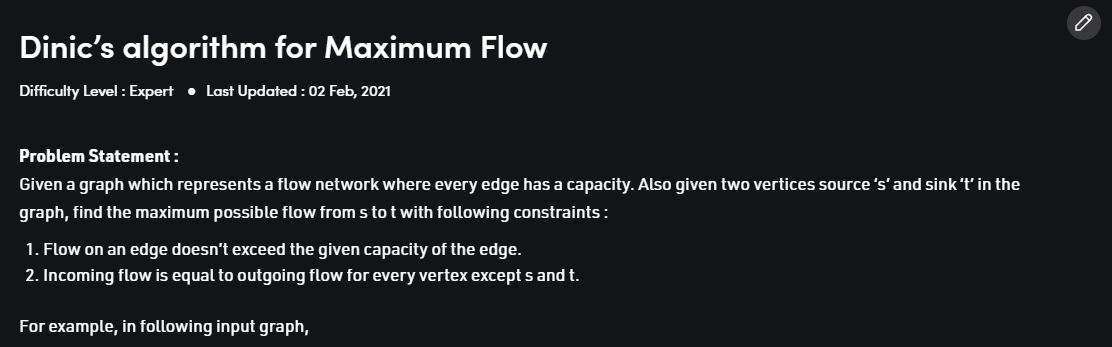 Dinic’s algorithm for Maximum Flow
Difficulty Level : Expert ● Last Updated : 02 Feb, 2021
Problem Statement :
Given a graph which represents a flow network where every edge has a capacity. Also given two vertices source ‘s’ and sink ‘t’ in the
graph, find the maximum possible flow from s to t with following constraints :
1. Flow on an edge doesn’t exceed the given capacity of the edge.
2. Incoming flow is equal to outgoing flow for every vertex except s and t.
For example, in following input graph,